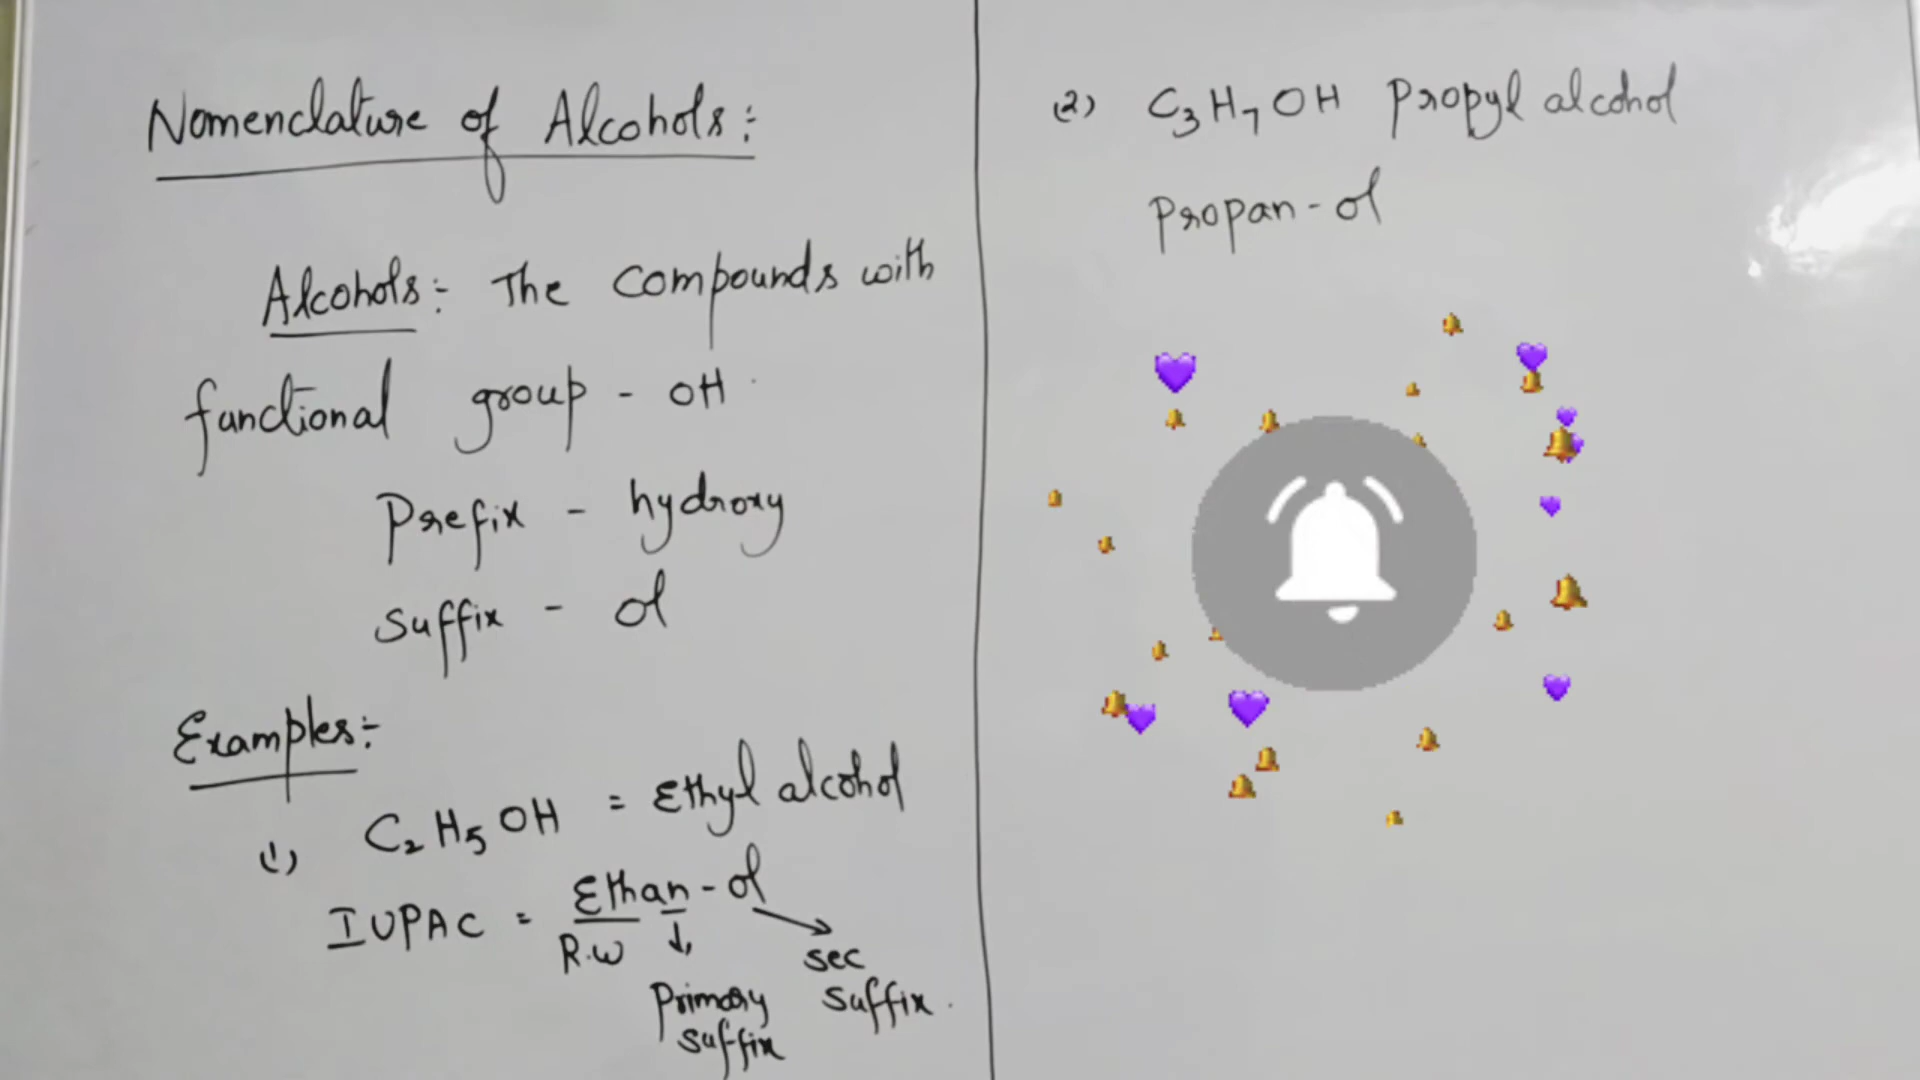 Nomenclature of Alcohols:
Alcohols: The compounds with
functional group - OH
Prefix - hydroxy
Suffix - ol
Examples:-
(1) C₂H₅OH = Ethyl alcohol
IUPAC = Ethan-ol
R.W
Primary suffix
sec suffix.
(2) C₃H₇OH Propyl alcohol
Propan-ol